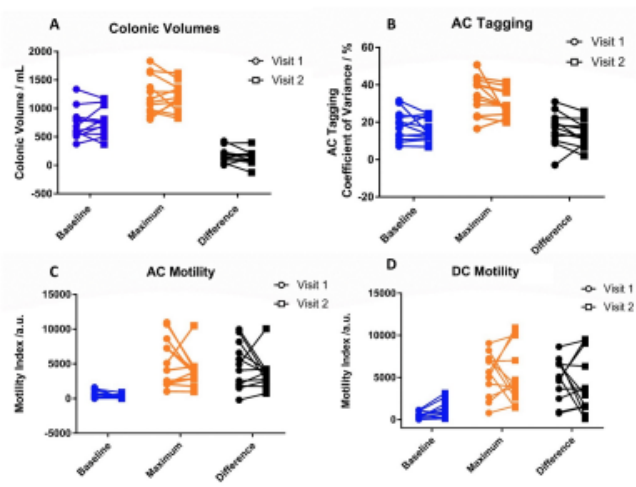 A
Colonic Volumes
Visit 1
Visit 2
Colonic Volume / mL
2000
1500
1000
500
0
-500
Baseline
Maximum
Difference
B
AC Tagging
Visit 1
Visit 2
AC Tagging
Coefficient of Variance / %
60
40
20
0
-20
Baseline
Maximum
Difference
C
AC Motility
Visit 1
Visit 2
Motility Index /a.u.
15000
10000
5000
0
-5000
Baseline
Maximum
Difference
D
DC Motility
Visit 1
Visit 2
Motility Index /a.u.
15000
10000
5000
0
Baseline
Maximum
Difference